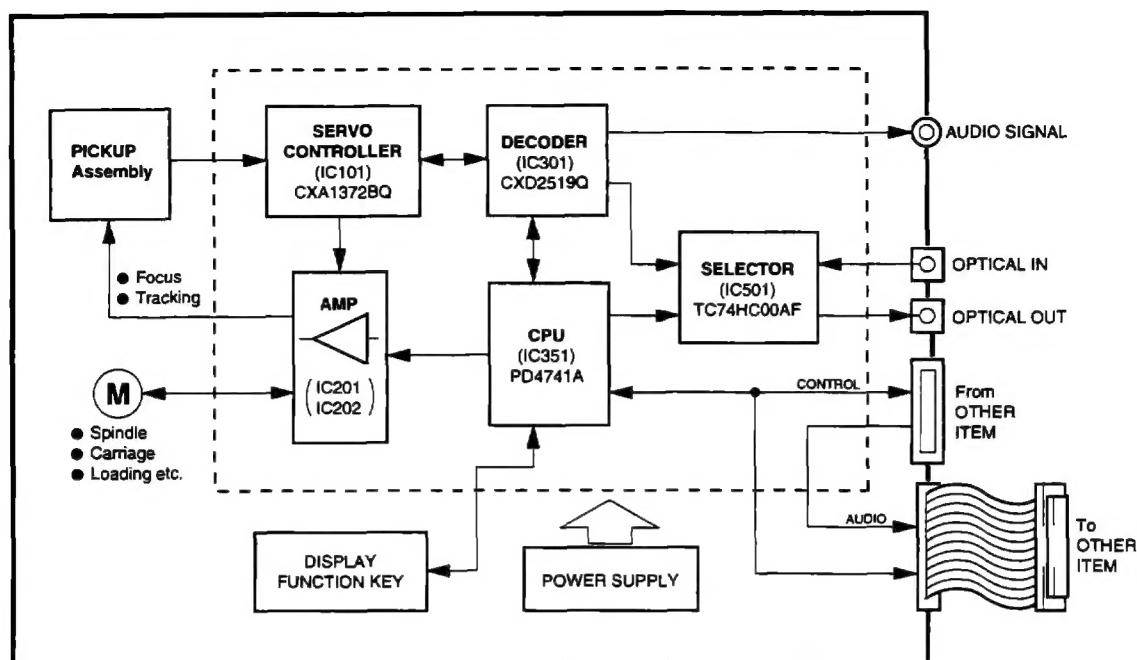 PICKUP
Assembly
SERVO
CONTROLLER
(IC101)
CXA1372BQ
DECODER
(IC301)
CXD2519Q
AUDIO SIGNAL
● Focus
● Tracking
AMP
(IC201
IC202)
CPU
(IC351)
PD4741A
SELECTOR
(IC501)
TC74HC00AF
OPTICAL IN
OPTICAL OUT
M
● Spindle
● Carriage
● Loading etc.
CONTROL
From
OTHER
ITEM
AUDIO
To
OTHER
ITEM
DISPLAY
FUNCTION KEY
POWER SUPPLY